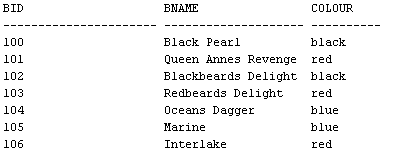 BID                    BNAME                COLOUR
---------------------- -------------------- ----------
100                    Black Pearl          black
101                    Queen Annes Revenge  red
102                    Blackbeards Delight  black
103                    Redbeards Delight    red
104                    Oceans Dagger        blue
105                    Marine               blue
106                    Interlake            red